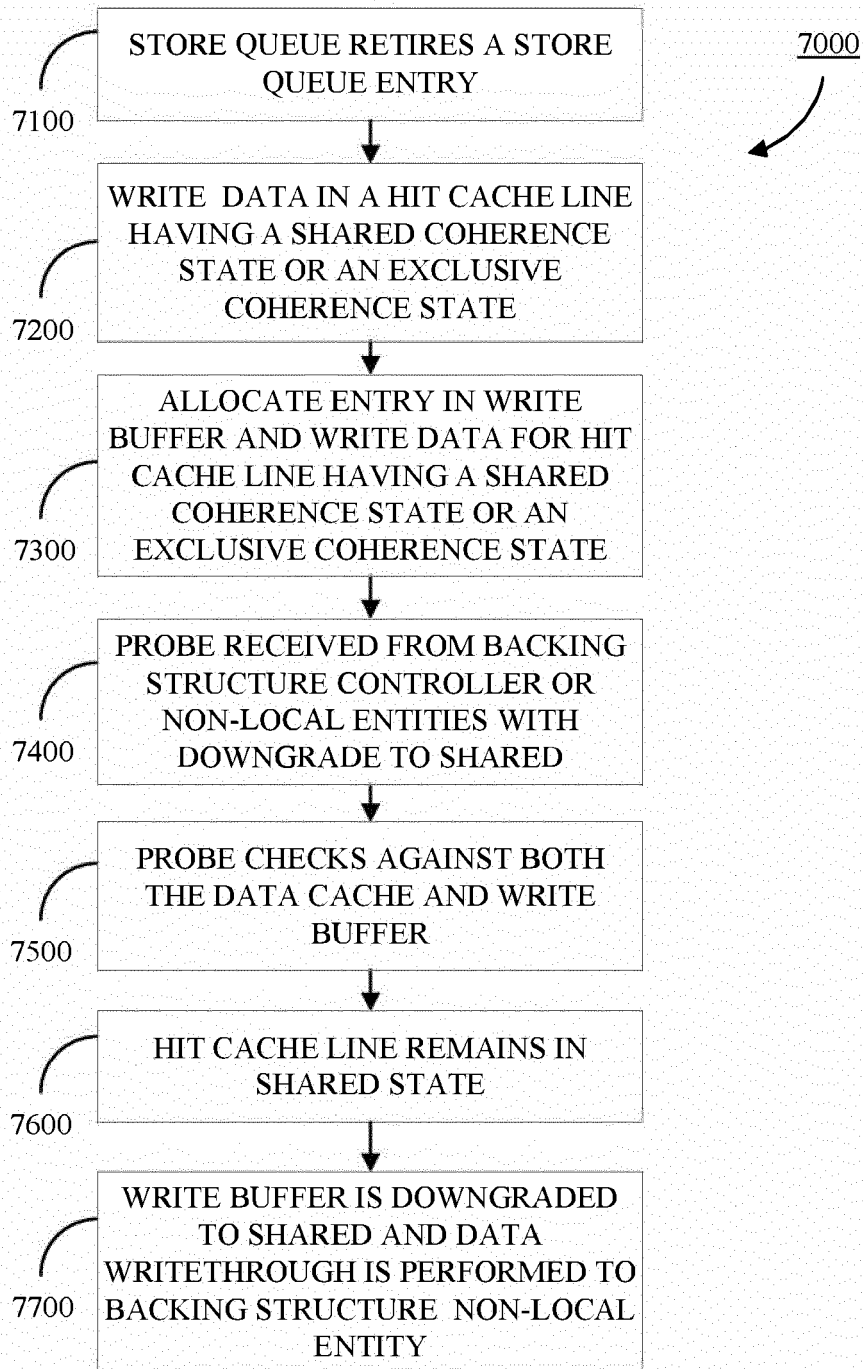 7000
STORE QUEUE RETIRES A STORE
QUEUE ENTRY
7100
WRITE DATA IN A HIT CACHE LINE
HAVING A SHARED COHERENCE
STATE OR AN EXCLUSIVE
COHERENCE STATE
7200
ALLOCATE ENTRY IN WRITE
BUFFER AND WRITE DATA FOR HIT
CACHE LINE HAVING A SHARED
COHERENCE STATE OR AN
EXCLUSIVE COHERENCE STATE
7300
PROBE RECEIVED FROM BACKING
STRUCTURE CONTROLLER OR
NON-LOCAL ENTITIES WITH
DOWNGRADE TO SHARED
7400
PROBE CHECKS AGAINST BOTH
THE DATA CACHE AND WRITE
BUFFER
7500
HIT CACHE LINE REMAINS IN
SHARED STATE
7600
WRITE BUFFER IS DOWNGRADED
TO SHARED AND DATA
WRITETHROUGH IS PERFORMED TO
BACKING STRUCTURE NON-LOCAL
ENTITY
7700